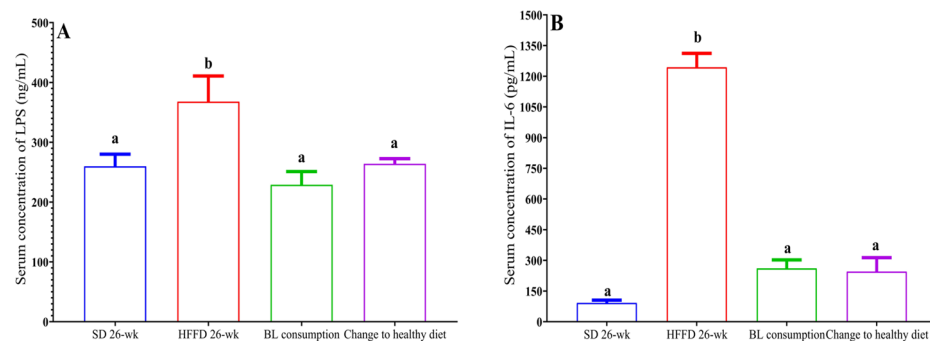 A
Serum concentration of LPS (ng/mL)
500
400
300
200
100
0
a
b
a
a
SD 26-wk
HFFD 26-wk
BL consumption
Change to healthy diet
B
Serum concentration of IL-6 (pg/mL)
1500
1350
1200
1050
900
750
600
450
300
150
0
a
b
a
a
SD 26-wk
HFFD 26-wk
BL consumption
Change to healthy diet